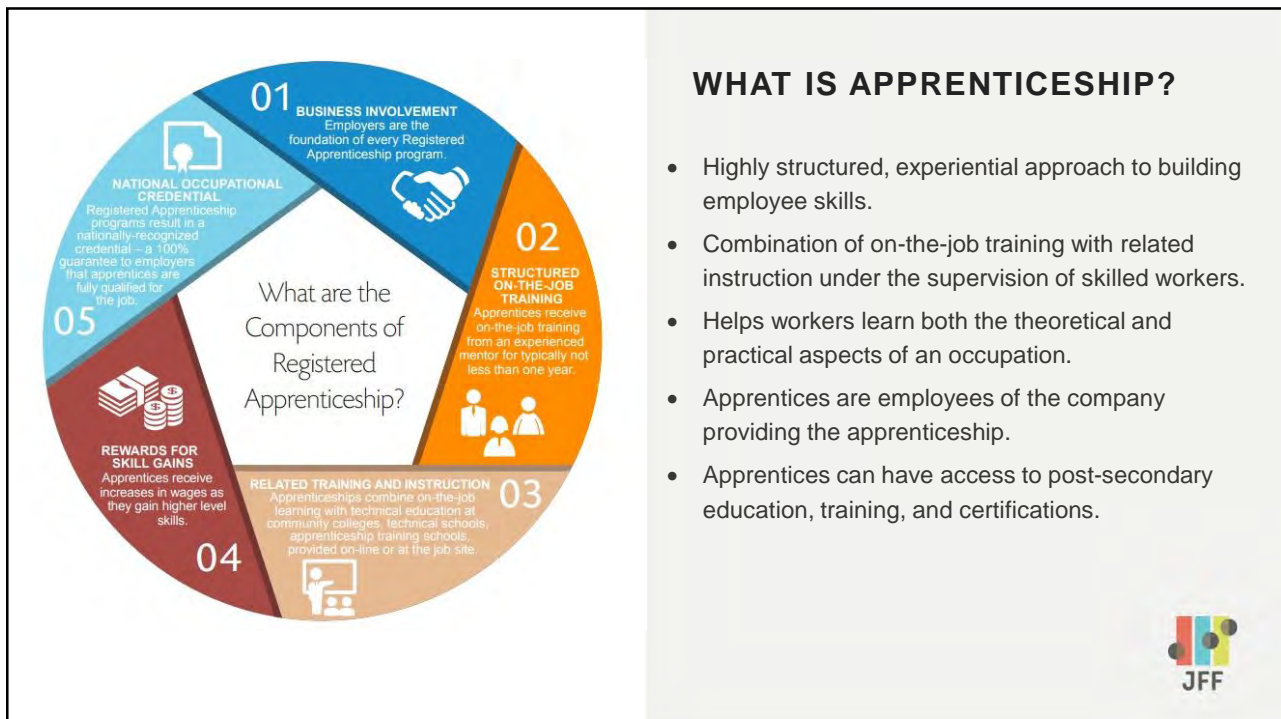 01
BUSINESS INVOLVEMENT
Employers are the
foundation of every Registered
Apprenticeship program.
02
STRUCTURED
ON-THE-JOB
TRAINING
Apprentices receive
on-the-job training
from an experienced
mentor for typically not
less than one year.
RELATED TRAINING AND INSTRUCTION
03
Apprenticeships combine on-the-job
learning with technical education at
community colleges, technical schools,
apprenticeship training schools,
provided on-line or at the job site.
REWARDS FOR
SKILL GAINS
Apprentices receive
increases in wages as
they gain higher level
skills.
04
NATIONAL OCCUPATIONAL
CREDENTIAL
Registered Apprenticeship
programs result in a
nationally-recognized
credential – a 100%
guarantee to employers
that apprentices are
fully qualified for
the job.
05
What are the
Components of
Registered
Apprenticeship?
WHAT IS APPRENTICESHIP?
• Highly structured, experiential approach to building
employee skills.
• Combination of on-the-job training with related
instruction under the supervision of skilled workers.
• Helps workers learn both the theoretical and
practical aspects of an occupation.
• Apprentices are employees of the company
providing the apprenticeship.
• Apprentices can have access to post-secondary
education, training, and certifications.
JFF